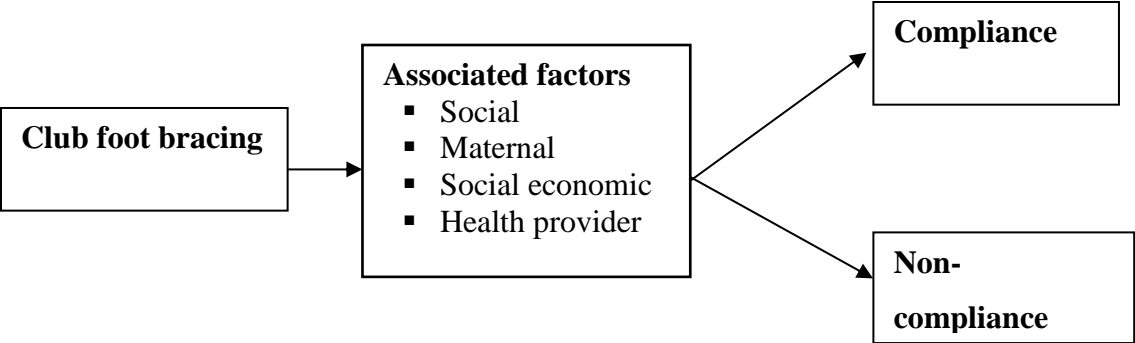 Club foot bracing
Associated factors
▪ Social
▪ Maternal
▪ Social economic
▪ Health provider
Compliance
Non-
compliance